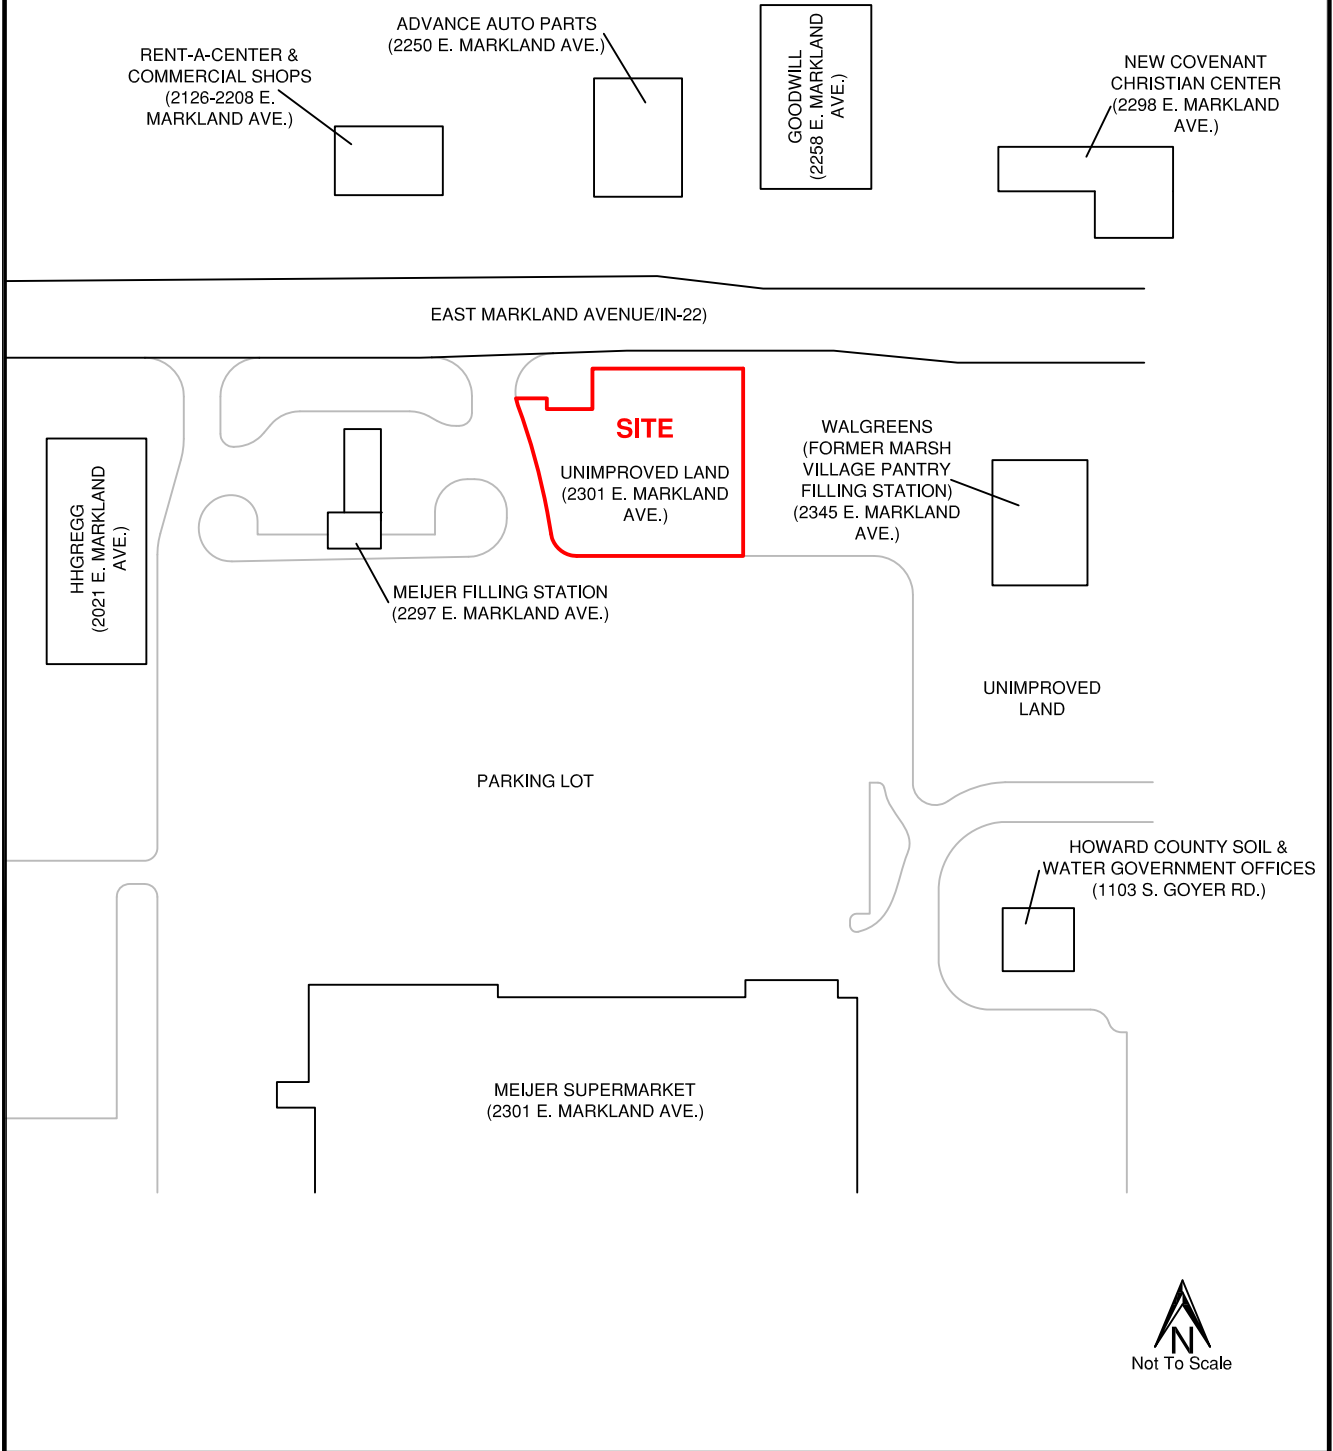 ADVANCE AUTO PARTS
(2250 E. MARKLAND AVE.)
RENT-A-CENTER &
COMMERCIAL SHOPS
(2126-2208 E.
MARKLAND AVE.)
GOODWILL
(2258 E. MARKLAND
AVE.)
NEW COVENANT
CHRISTIAN CENTER
(2298 E. MARKLAND
AVE.)
EAST MARKLAND AVENUE/IN-22)
SITE
UNIMPROVED LAND
(2301 E. MARKLAND
AVE.)
WALGREENS
(FORMER MARSH
VILLAGE PANTRY
FILLING STATION)
(2345 E. MARKLAND
AVE.)
HHGREGG
(2021 E. MARKLAND
AVE.)
MEIJER FILLING STATION
(2297 E. MARKLAND AVE.)
UNIMPROVED
LAND
PARKING LOT
HOWARD COUNTY SOIL &
WATER GOVERNMENT OFFICES
(1103 S. GOYER RD.)
MEIJER SUPERMARKET
(2301 E. MARKLAND AVE.)
N
Not To Scale